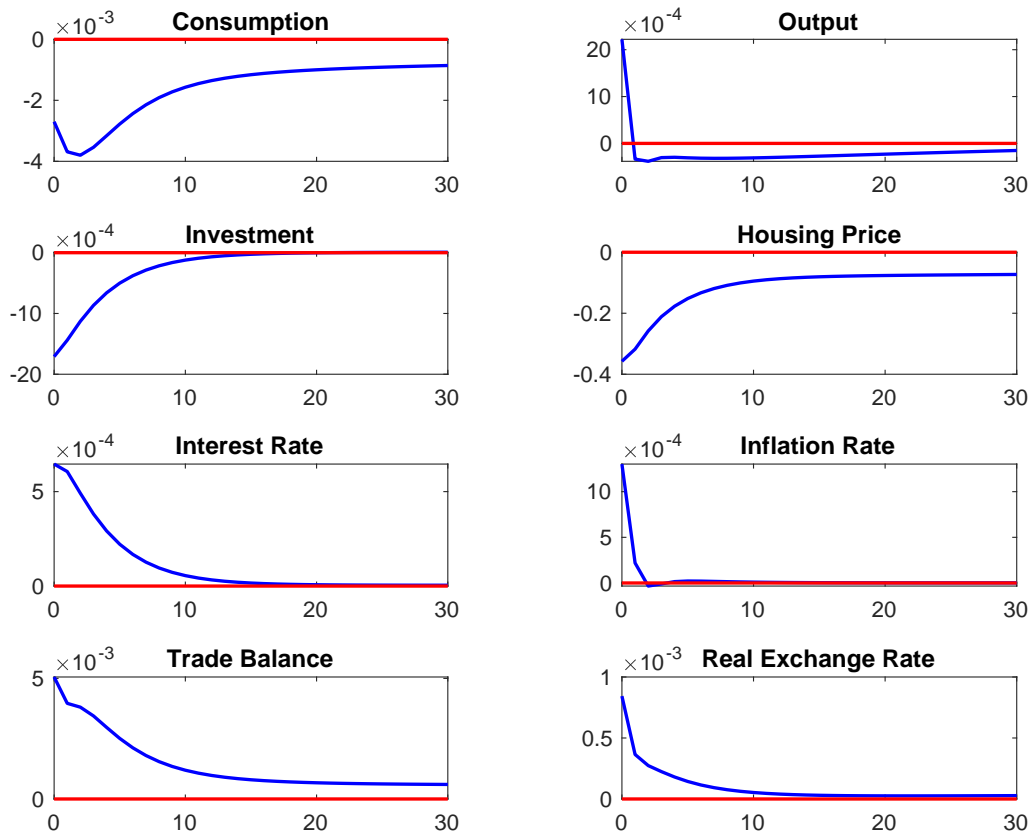 ×10^-3
Consumption
0
-2
-4
0 10 20 30
×10^-4
Output
20
10
0
0 10 20 30
×10^-4
Investment
0
-10
-20
0 10 20 30
Housing Price
0
-0.2
-0.4
0 10 20 30
×10^-4
Interest Rate
5
0
0 10 20 30
×10^-4
Inflation Rate
10
5
0
0 10 20 30
×10^-3
Trade Balance
5
0
0 10 20 30
×10^-3
Real Exchange Rate
1
0.5
0
0 10 20 30